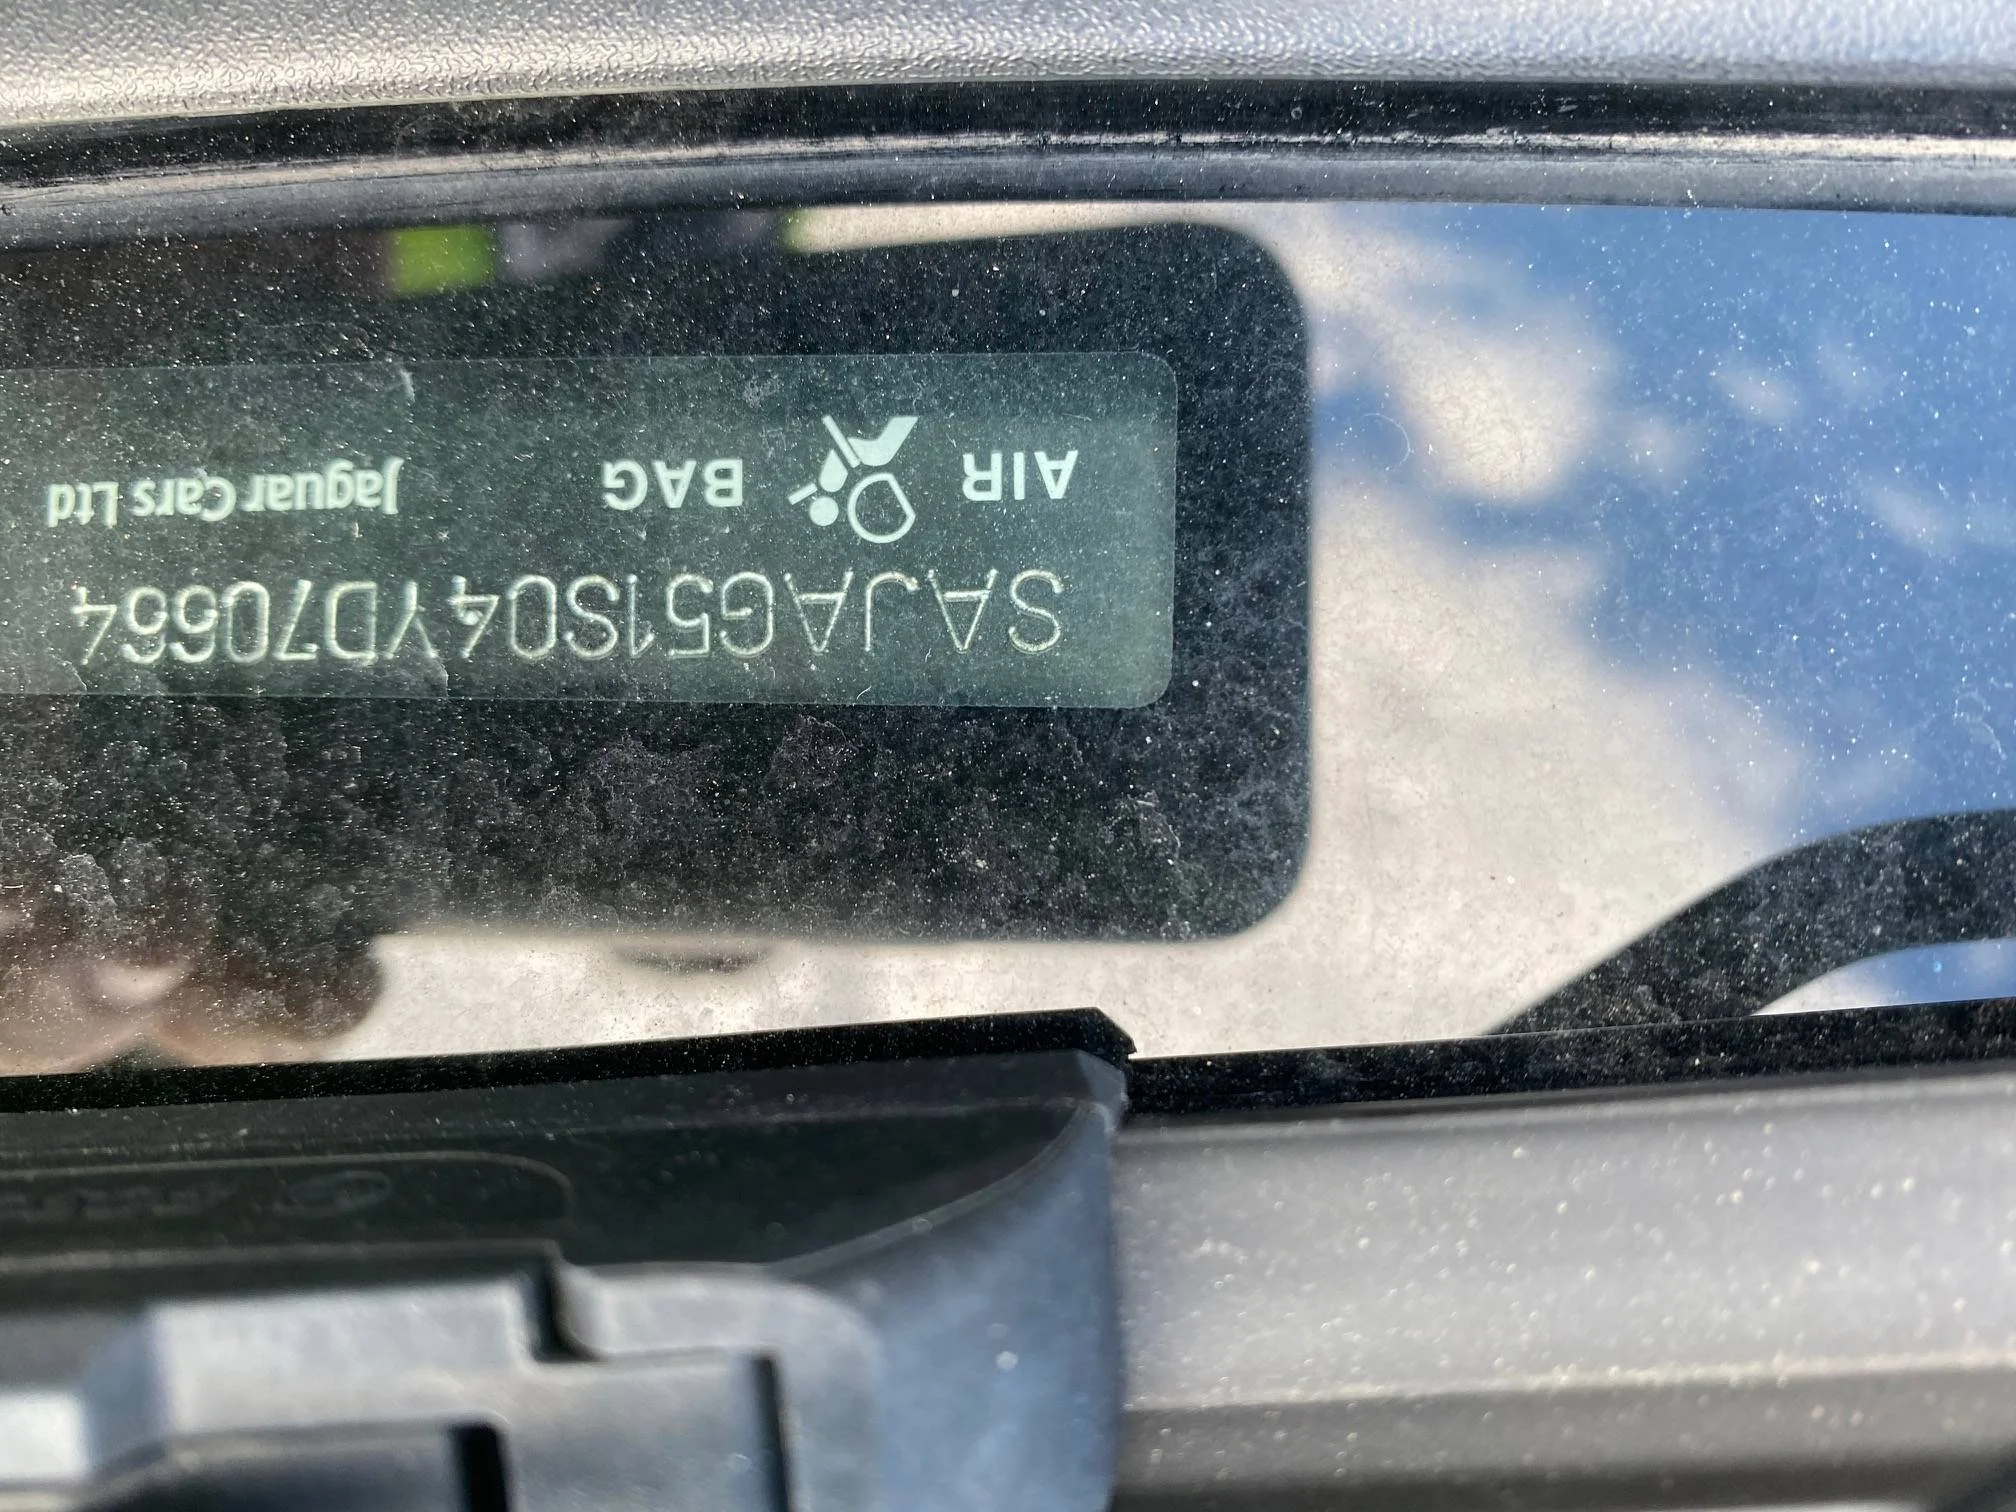 SAJAG51S04YD70664
AIR BAG Jaguar Cars Ltd